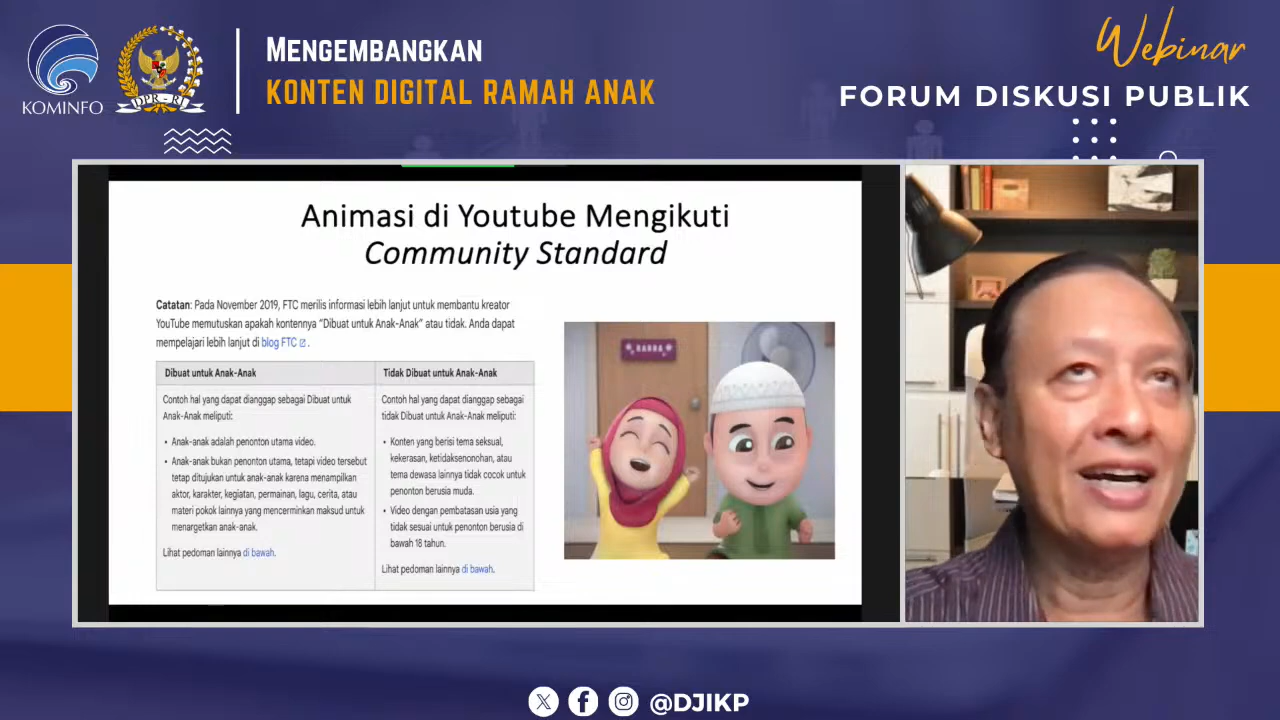 KOMINFO
DPR - RI
MENGEMBANGKAN
KONTEN DIGITAL RAMAH ANAK
Webinar
FORUM DISKUSI PUBLIK
Animasi di Youtube Mengikuti
Community Standard
Catatan: Pada November 2019, FTC merilis informasi lebih lanjut untuk membantu kreator
YouTube memutuskan apakah kontennya “Dibuat untuk Anak-Anak” atau tidak. Anda dapat
mempelajari lebih lanjut di blog FTC.
Dibuat untuk Anak-Anak
Contoh hal yang dapat dianggap sebagai Dibuat untuk
Anak-Anak meliputi:
• Anak-anak adalah penonton utama video.
• Anak-anak bukan penonton utama, tetapi video tersebut
tetap ditujukan untuk anak-anak karena menampilkan
aktor, karakter, kegiatan, permainan, lagu, cerita, atau
materi pokok lainnya yang mencerminkan maksud untuk
menargetkan anak-anak.
Lihat pedoman lainnya di bawah.
Tidak Dibuat untuk Anak-Anak
Contoh hal yang dapat dianggap sebagai
tidak Dibuat untuk Anak-Anak meliputi:
• Konten yang berisi tema seksual,
kekerasan, ketidaksenonohan, atau
tema dewasa lainnya tidak cocok untuk
penonton berusia muda.
• Video dengan pembatasan usia yang
tidak sesuai untuk penonton berusia di
bawah 18 tahun.
Lihat pedoman lainnya di bawah.
RARRA
@DJIKP